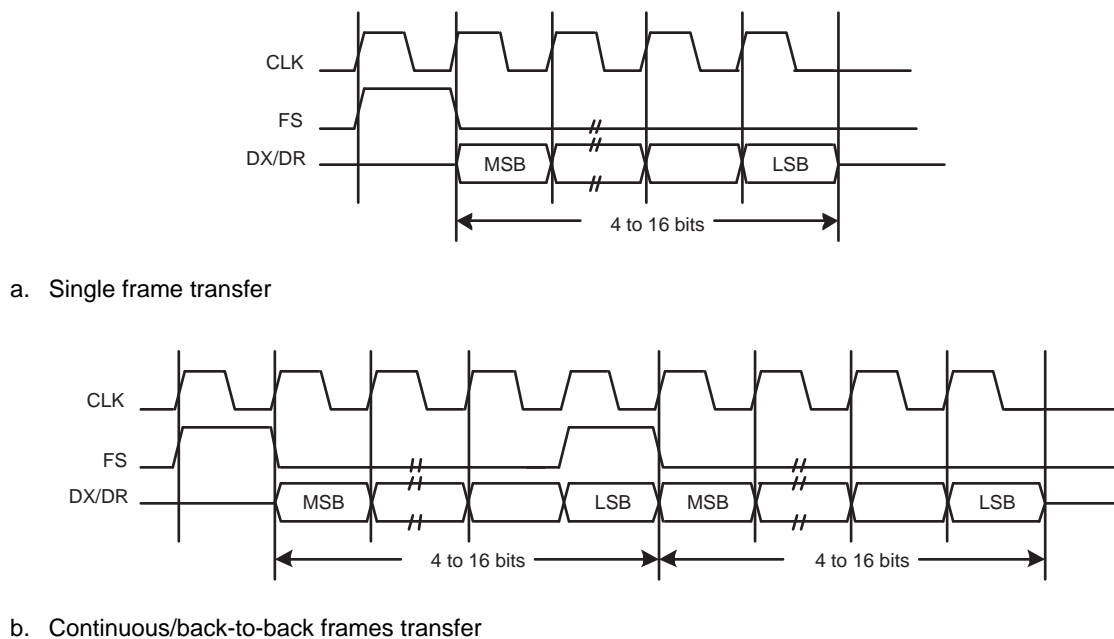 CLK
FS
DX/DR MSB LSB
4 to 16 bits
a. Single frame transfer
CLK
FS
DX/DR MSB LSB MSB LSB
4 to 16 bits 4 to 16 bits
b. Continuous/back-to-back frames transfer